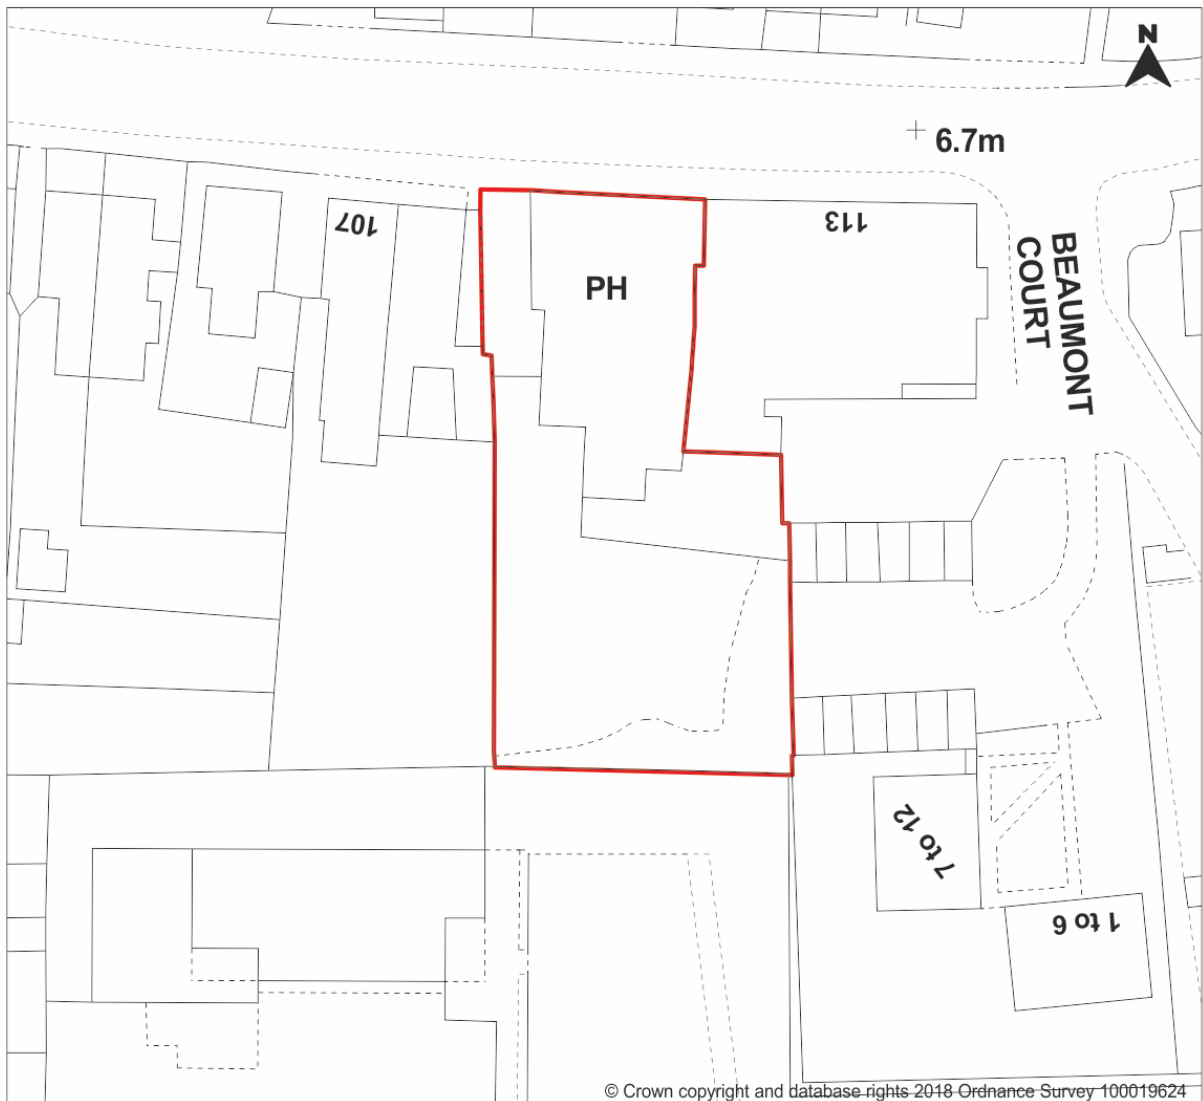 N
6.7m
107
113
PH
BEAUMONT
COURT
7 to 12
1 to 6
© Crown copyright and database rights 2018 Ordnance Survey 100019624